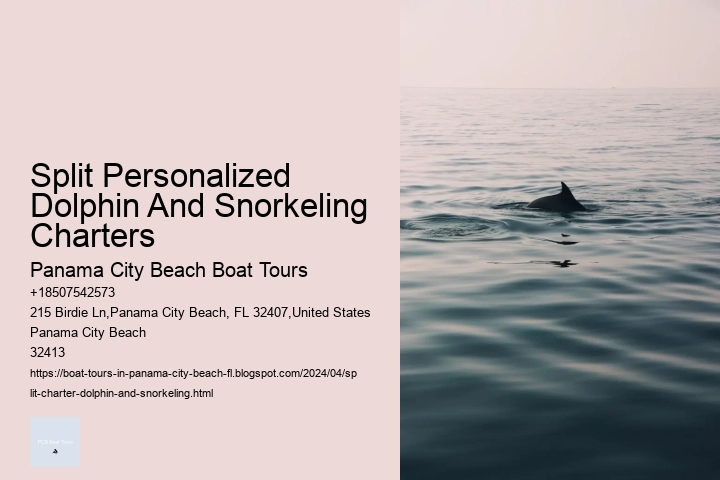 Split Personalized
Dolphin And Snorkeling
Charters
Panama City Beach Boat Tours
+18507542573
215 Birdie Ln,Panama City Beach, FL 32407,United States
Panama City Beach
32413
https://boat-tours-in-panama-city-beach-fl.blogspot.com/2024/04/sp
lit-charter-dolphin-and-snorkeling.html